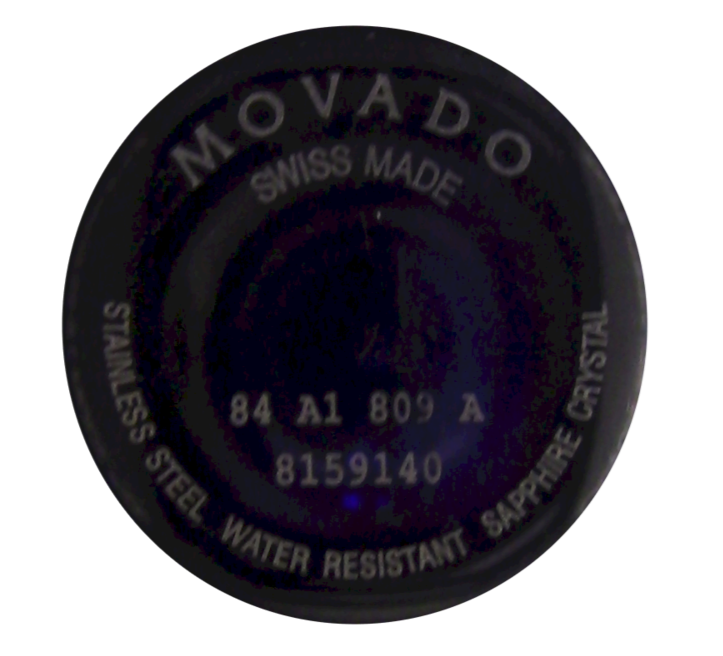 MOVADO
SWISS MADE
84 A1 809 A
8159140
STAINLESS STEEL WATER RESISTANT SAPPHIRE CRYSTAL